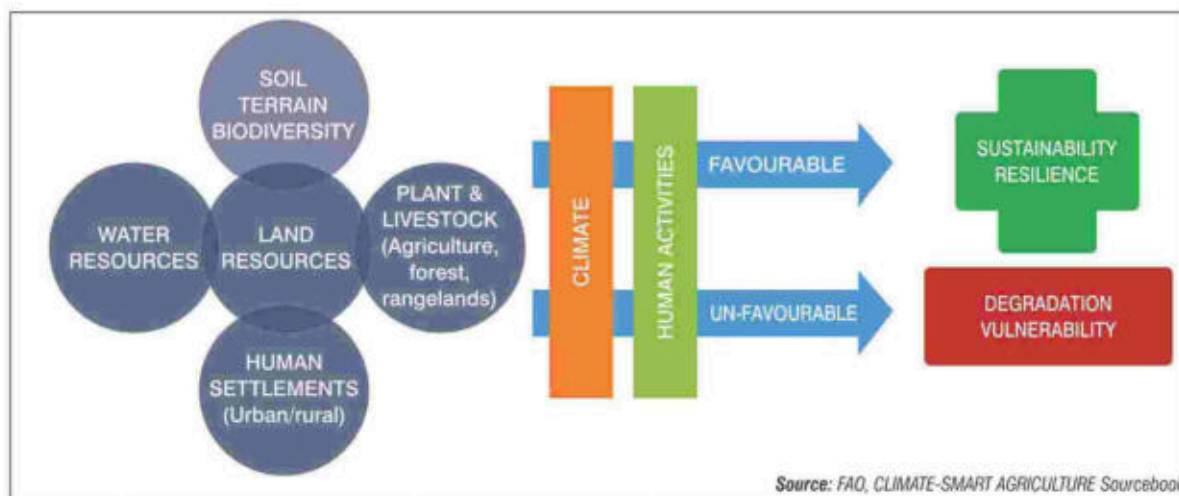 SOIL
TERRAIN
BIODIVERSITY
WATER
RESOURCES
LAND
RESOURCES
PLANT &
LIVESTOCK
(Agriculture,
forest,
rangelands)
HUMAN
SETTLEMENTS
(Urban/rural)
CLIMATE
HUMAN ACTIVITIES
FAVOURABLE
UN-FAVOURABLE
SUSTAINABILITY
RESILIENCE
DEGRADATION
VULNERABILITY
Source: FAO, CLIMATE-SMART AGRICULTURE Sourcebook